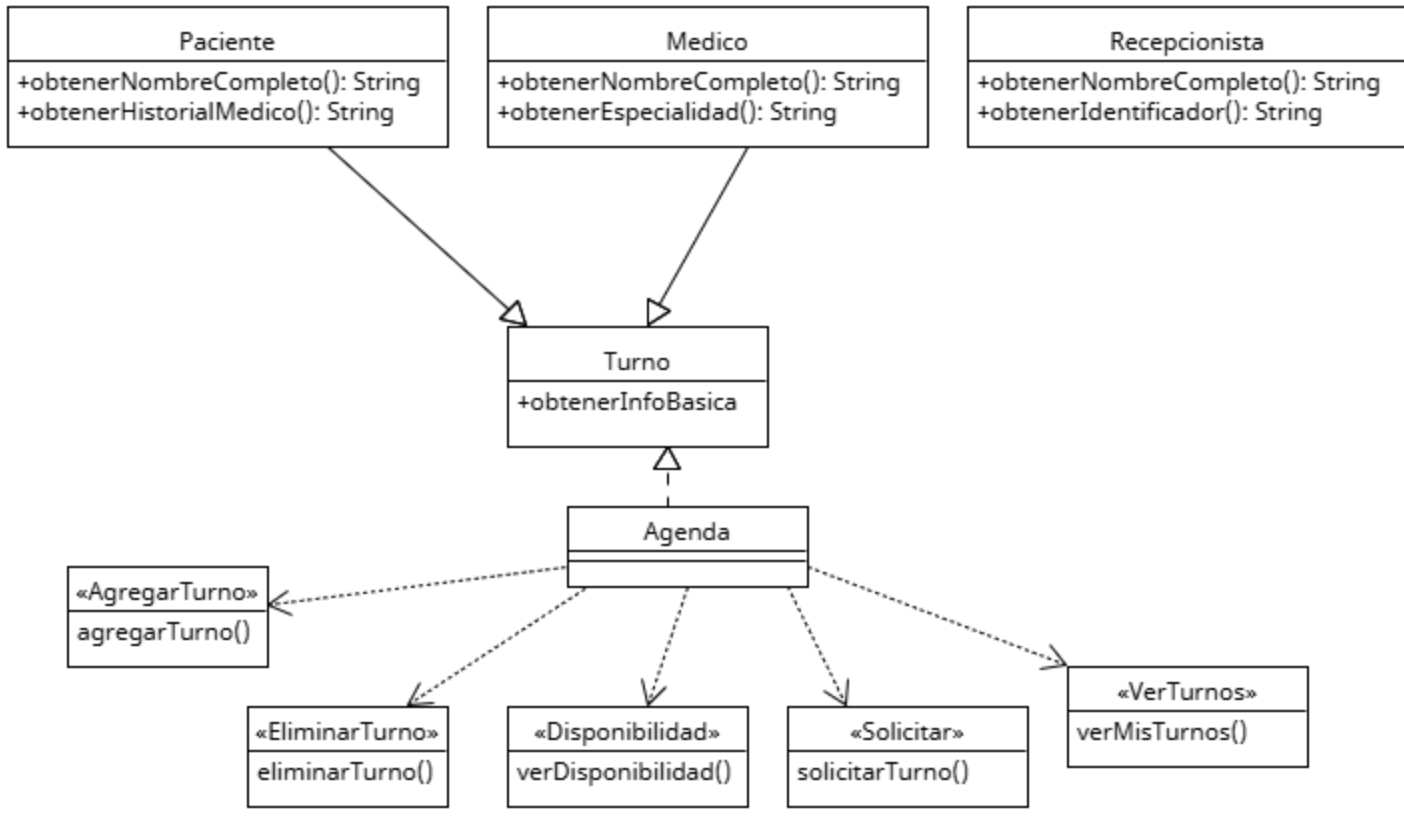 Paciente
+obtenerNombreCompleto(): String
+obtenerHistorialMedico(): String
Medico
+obtenerNombreCompleto(): String
+obtenerEspecialidad(): String
Recepcionista
+obtenerNombreCompleto(): String
+obtenerIdentificador(): String
Turno
+obtenerInfoBasica
Agenda
«AgregarTurno»
agregarTurno()
«EliminarTurno»
eliminarTurno()
«Disponibilidad»
verDisponibilidad()
«Solicitar»
solicitarTurno()
«VerTurnos»
verMisTurnos()